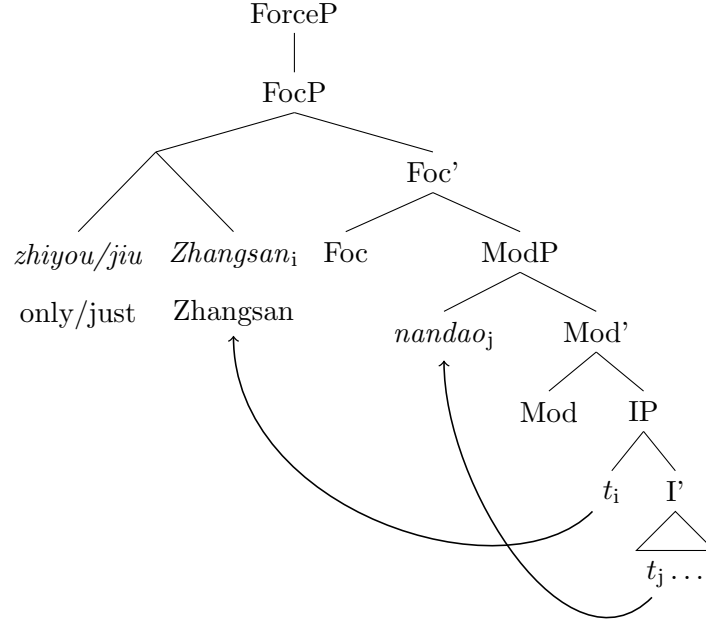 ForceP
FocP
Foc'
zhiyou/jiu Zhangsani Foc ModP
only/just Zhangsan
nandaoj Mod'
Mod IP
ti I'
tj...